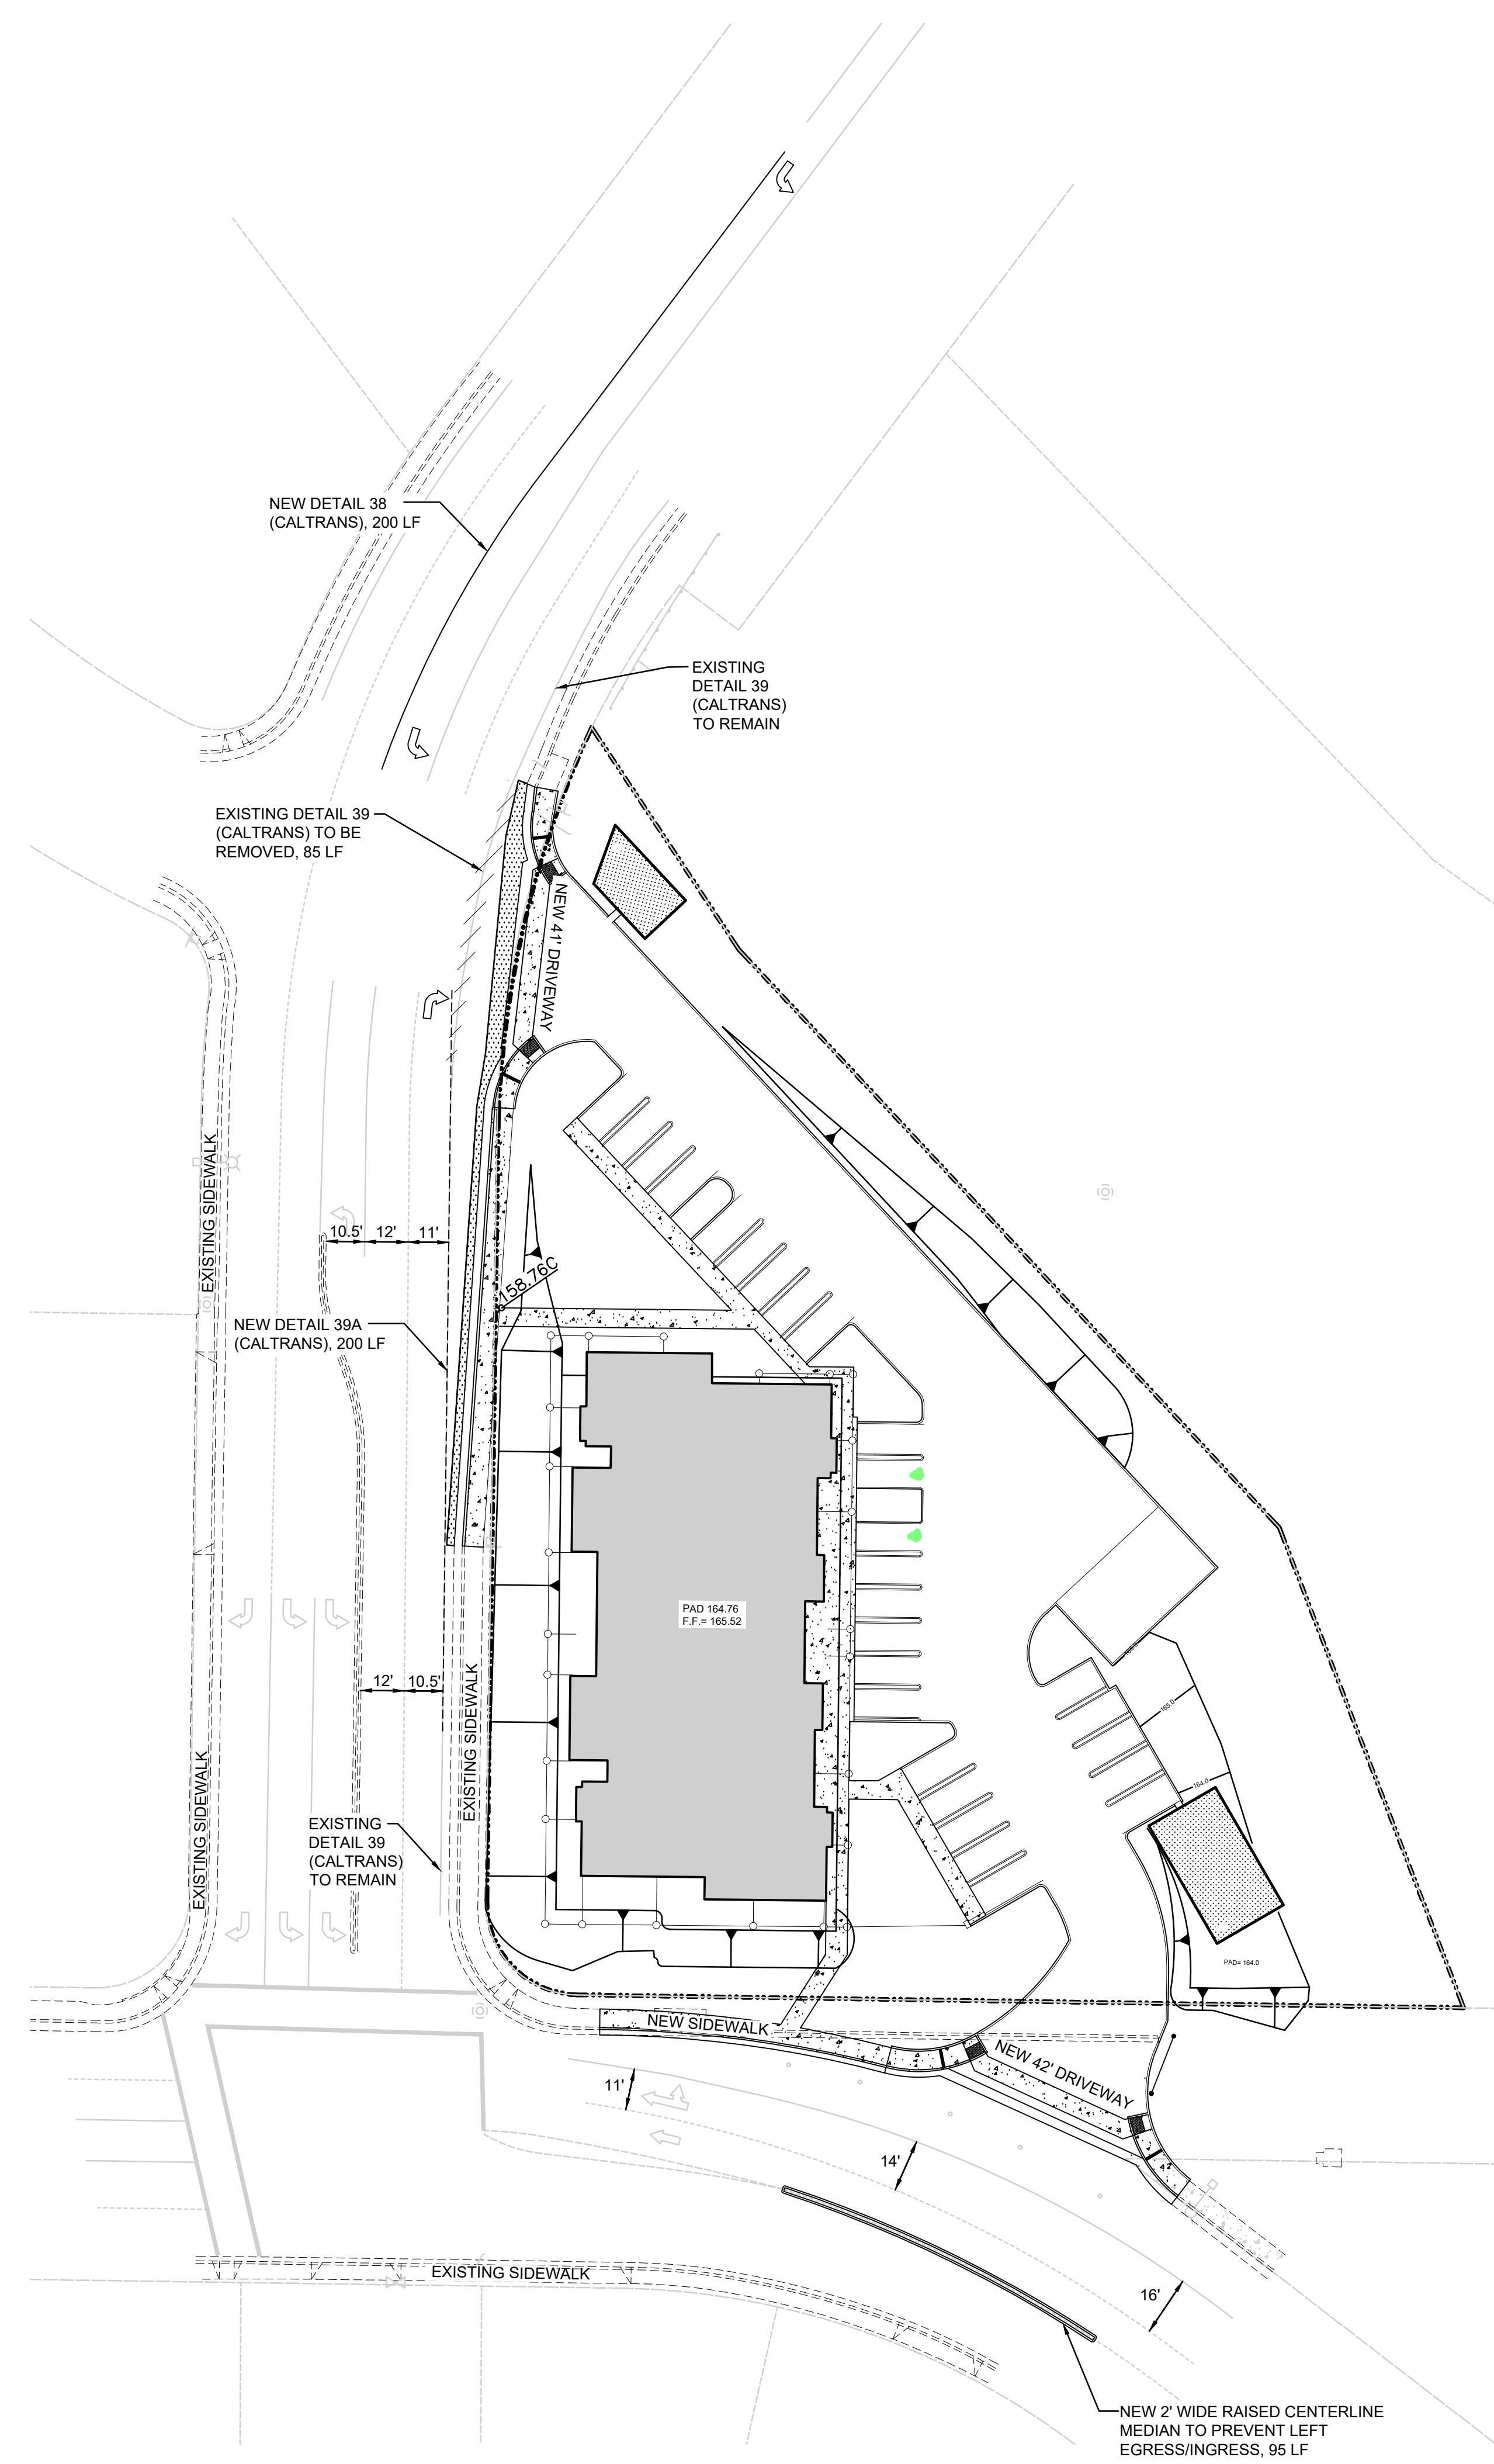 NEW DETAIL 38
(CALTRANS), 200 LF
EXISTING
DETAIL 39
(CALTRANS)
TO REMAIN
EXISTING DETAIL 39
(CALTRANS) TO BE
REMOVED, 85 LF
NEW 41' DRIVEWAY
EXISTING SIDEWALK
10.5'
12'
11'
158.76C
NEW DETAIL 39A
(CALTRANS), 200 LF
PAD 164.76
F.F.= 165.52
12'
10.5'
EXISTING SIDEWALK
EXISTING SIDEWALK
165.0
164.0
EXISTING
DETAIL 39
(CALTRANS)
TO REMAIN
PAD= 164.0
NEW SIDEWALK
NEW 42' DRIVEWAY
11'
14'
EXISTING SIDEWALK
16'
NEW 2' WIDE RAISED CENTERLINE
MEDIAN TO PREVENT LEFT
EGRESS/INGRESS, 95 LF